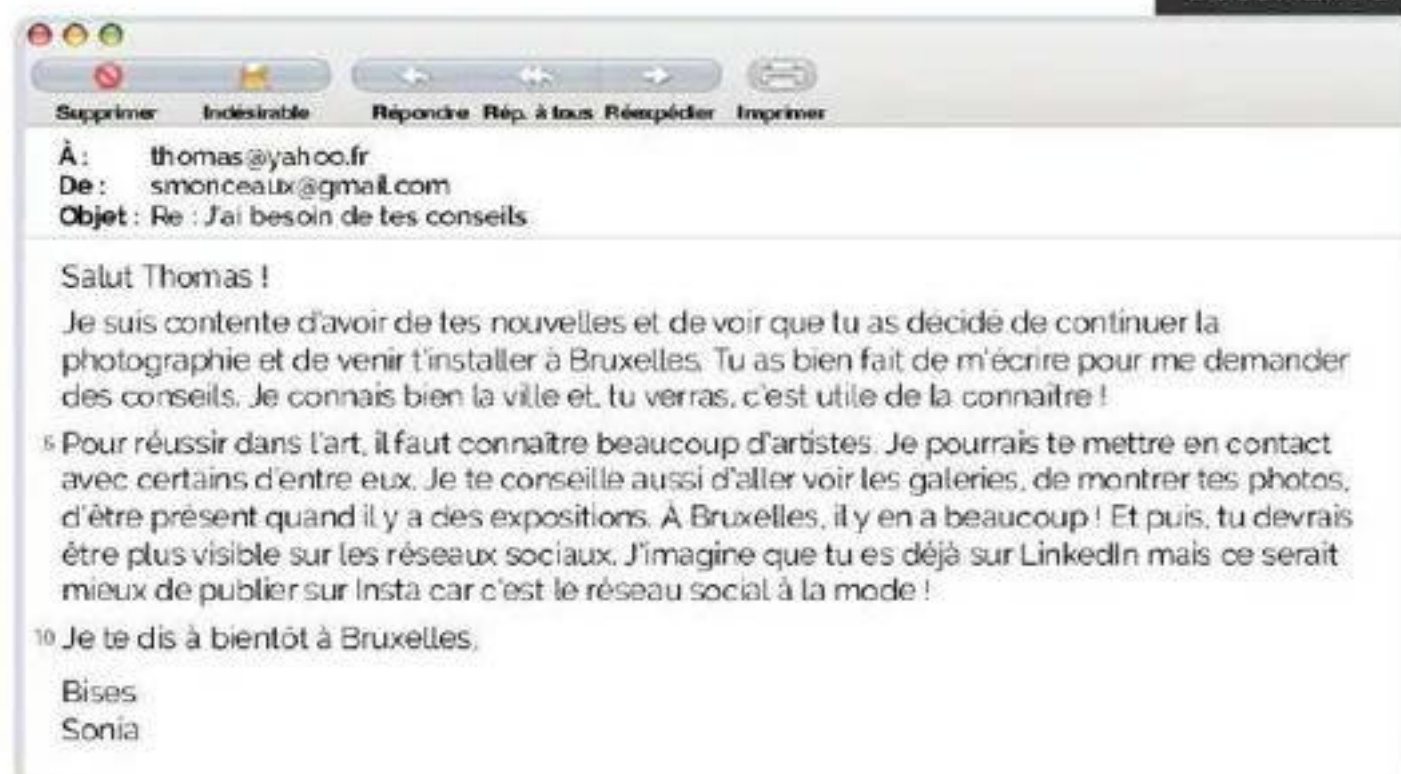 Supprimer Indésirable Répondre Rép. à tous Réexpédier Imprimer
À : thomas@yahoo.fr
De : smonceaux@gmail.com
Objet : Re : J'ai besoin de tes conseils
Salut Thomas !
Je suis contente d'avoir de tes nouvelles et de voir que tu as décidé de continuer la
photographie et de venir t'installer à Bruxelles. Tu as bien fait de m'écrire pour me demander
des conseils. Je connais bien la ville et, tu verras, c'est utile de la connaître !
5 Pour réussir dans l'art, il faut connaître beaucoup d'artistes. Je pourrais te mettre en contact
avec certains d'entre eux. Je te conseille aussi d'aller voir les galeries, de montrer tes photos,
d'être présent quand il y a des expositions. À Bruxelles, il y en a beaucoup ! Et puis, tu devrais
être plus visible sur les réseaux sociaux. J'imagine que tu es déjà sur LinkedIn mais ce serait
mieux de publier sur Insta car c'est le réseau social à la mode !
10 Je te dis à bientôt à Bruxelles,
Bises
Sonia